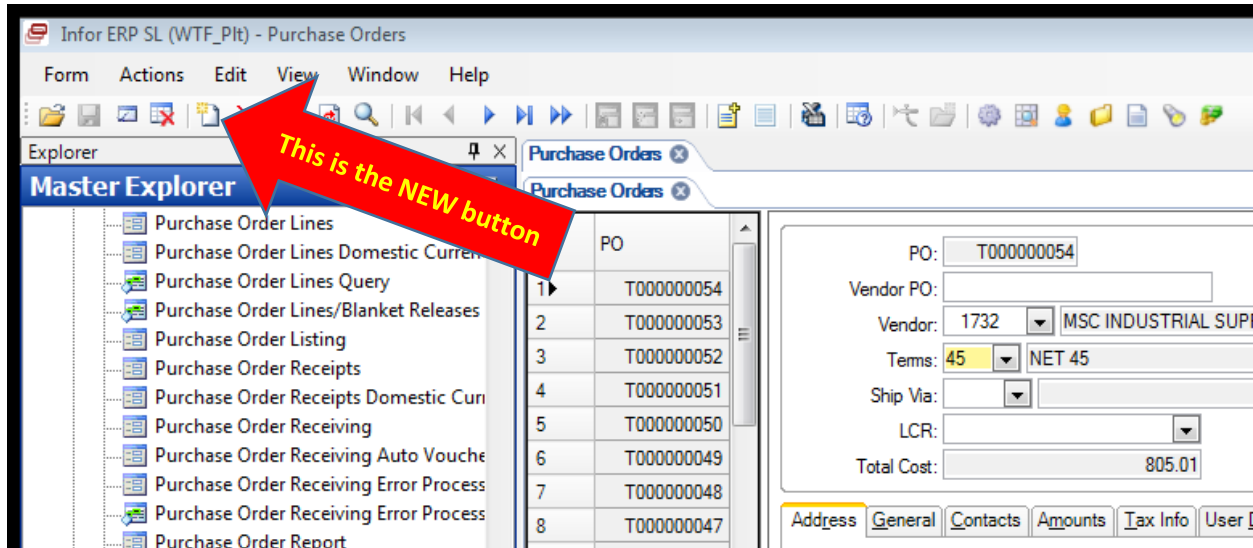 Infor ERP SL (WTF_Plt) - Purchase Orders
Form Actions Edit View Window Help
This is the NEW button
Explorer
Master Explorer
Purchase Order Lines
Purchase Order Lines Domestic Curren
Purchase Order Lines Query
Purchase Order Lines/Blanket Releases
Purchase Order Listing
Purchase Order Receipts
Purchase Order Receipts Domestic Curr
Purchase Order Receiving
Purchase Order Receiving Auto Vouche
Purchase Order Receiving Error Process
Purchase Order Receiving Error Process
Purchase Order Report
Purchase Orders
Purchase Orders
PO
1 T000000054
2 T000000053
3 T000000052
4 T000000051
5 T000000050
6 T000000049
7 T000000048
8 T000000047
PO: T000000054
Vendor PO:
Vendor: 1732 MSC INDUSTRIAL SUPP
Terms: 45 NET 45
Ship Via:
LCR:
Total Cost: 805.01
Address General Contacts Amounts Tax Info User D